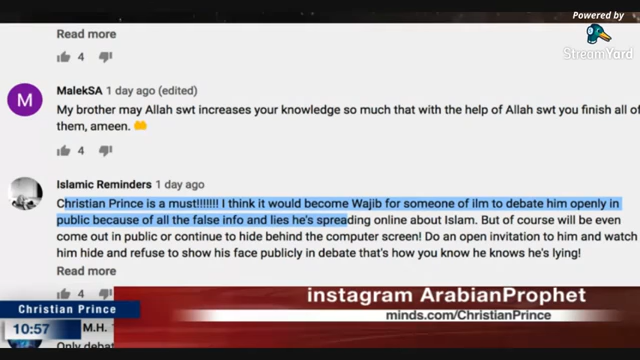 Powered by
StreamYard
Read more
4
M
MalekSA 1 day ago (edited)
My brother may Allah swt increases your knowledge so much that with the help of Allah swt you finish all of
them, ameen. 🤲
4
Islamic Reminders 1 day ago
Christian Prince is a must!!!!!!! I think it would become Wajib for someone of ilm to debate him openly in
public because of all the false info and lies he's spreading online about Islam. But of course will be even
come out in public or continue to hide behind the computer screen! Do an open invitation to him and watch
him hide and refuse to show his face publicly in debate that's how you know he knows he's lying!
Read more
4
instagram ArabianProphet
Christian Prince
minds.com/ChristianPrince
10:57
M.H.
Only debat